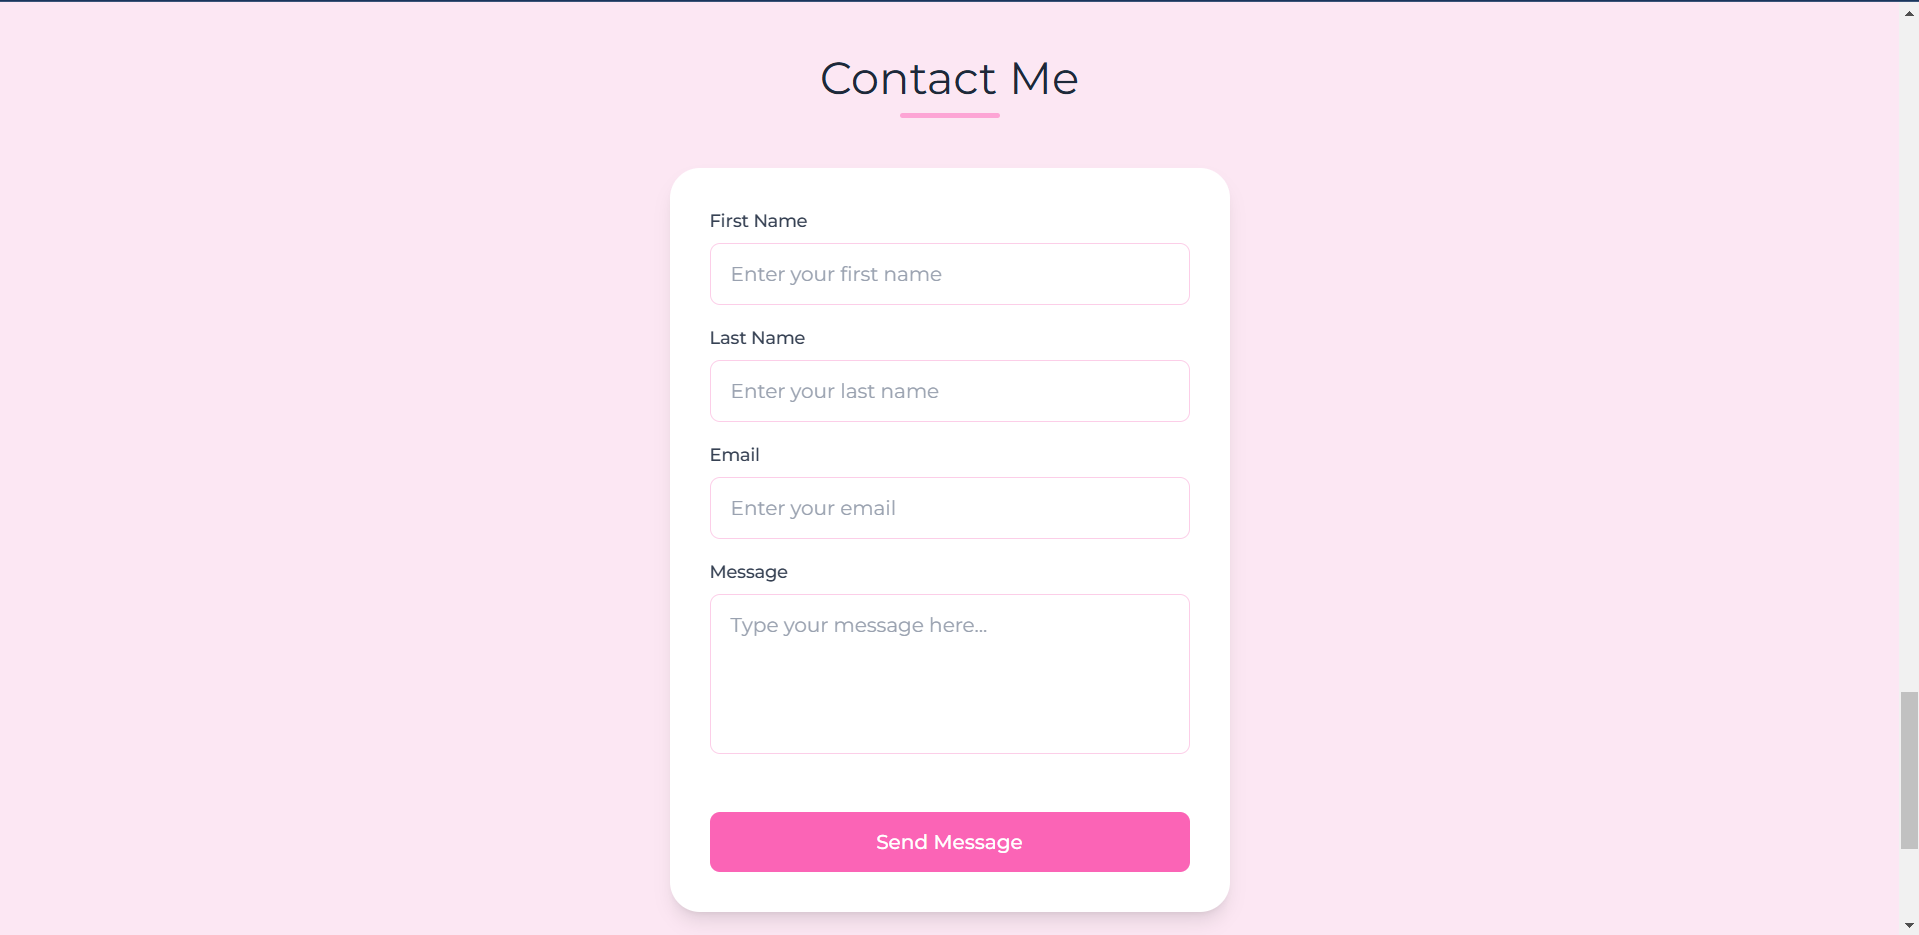 Contact Me
First Name
Enter your first name
Last Name
Enter your last name
Email
Enter your email
Message
Type your message here...
Send Message